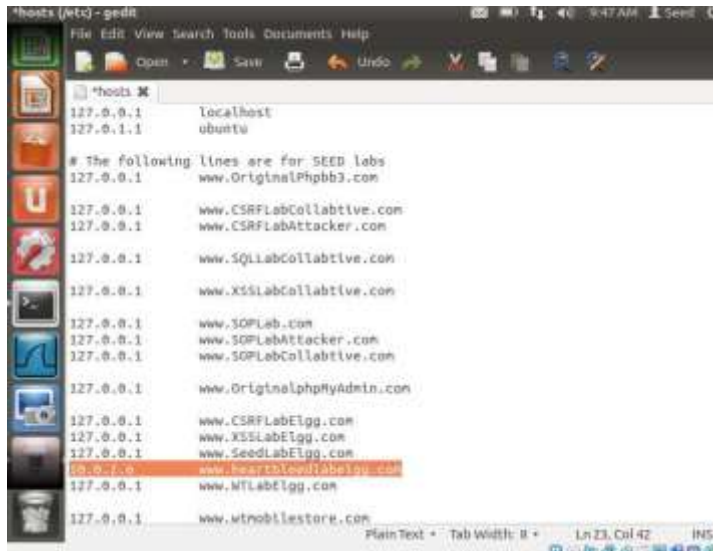 *hosts (/etc) - gedit 9:47 AM Seed
File Edit View Search Tools Documents Help
Open Save Undo
*hosts
127.0.0.1 localhost
127.0.1.1 ubuntu
# The following lines are for SEED labs
127.0.0.1 www.OriginalPhpbb3.com
127.0.0.1 www.CSRFLabCollabtive.com
127.0.0.1 www.CSRFLabAttacker.com
127.0.0.1 www.SQLLabCollabtive.com
127.0.0.1 www.XSSLabCollabtive.com
127.0.0.1 www.SOPLab.com
127.0.0.1 www.SOPLabAttacker.com
127.0.0.1 www.SOPLabCollabtive.com
127.0.0.1 www.OriginalphpMyAdmin.com
127.0.0.1 www.CSRFLabElgg.com
127.0.0.1 www.XSSLabElgg.com
127.0.0.1 www.SeedLabElgg.com
www.heartbleedlabelgg.com
127.0.0.1 www.WTLabElgg.com
127.0.0.1 www.wtmobilestore.com
Plain Text Tab Width: 8 Ln 23, Col 42 INS